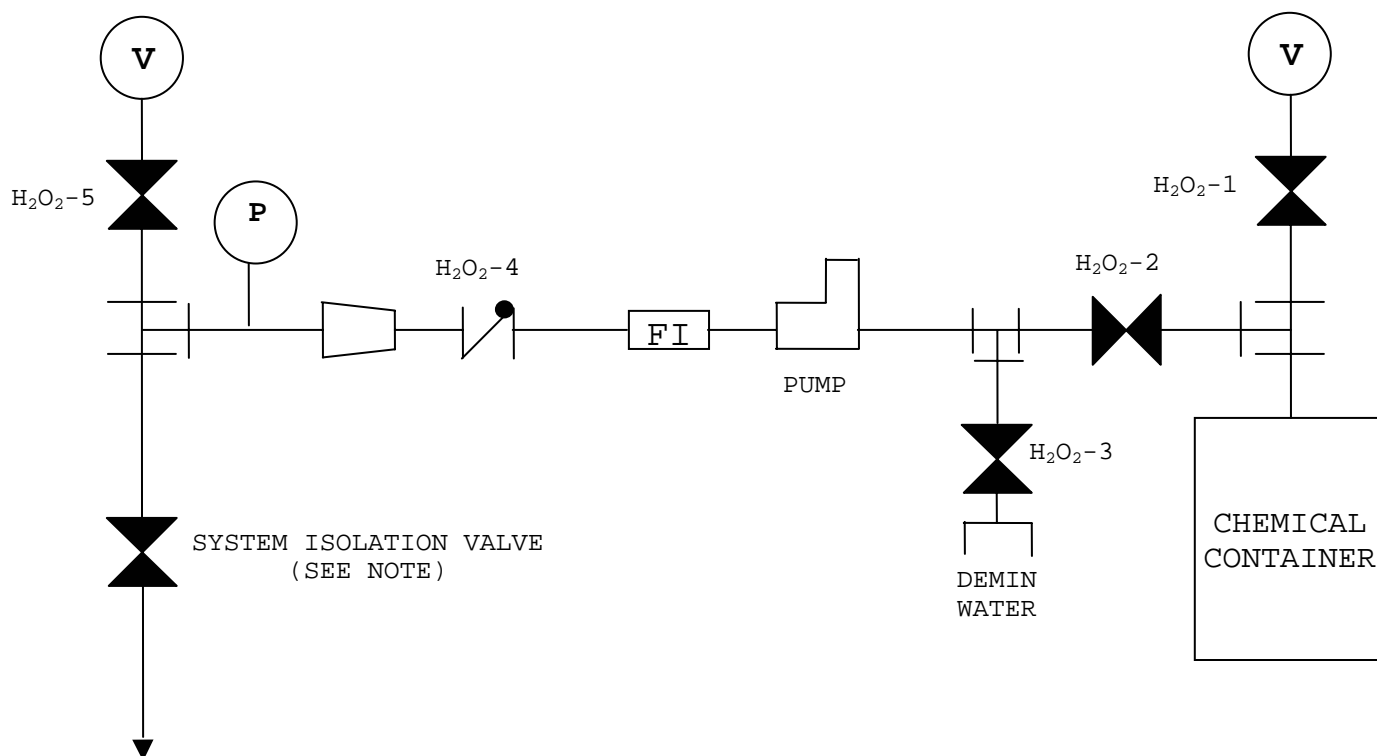 V
V
H₂O₂-5
H₂O₂-1
P
H₂O₂-4
H₂O₂-2
FI
PUMP
H₂O₂-3
SYSTEM ISOLATION VALVE
(SEE NOTE)
DEMIN
WATER
CHEMICAL
CONTAINER